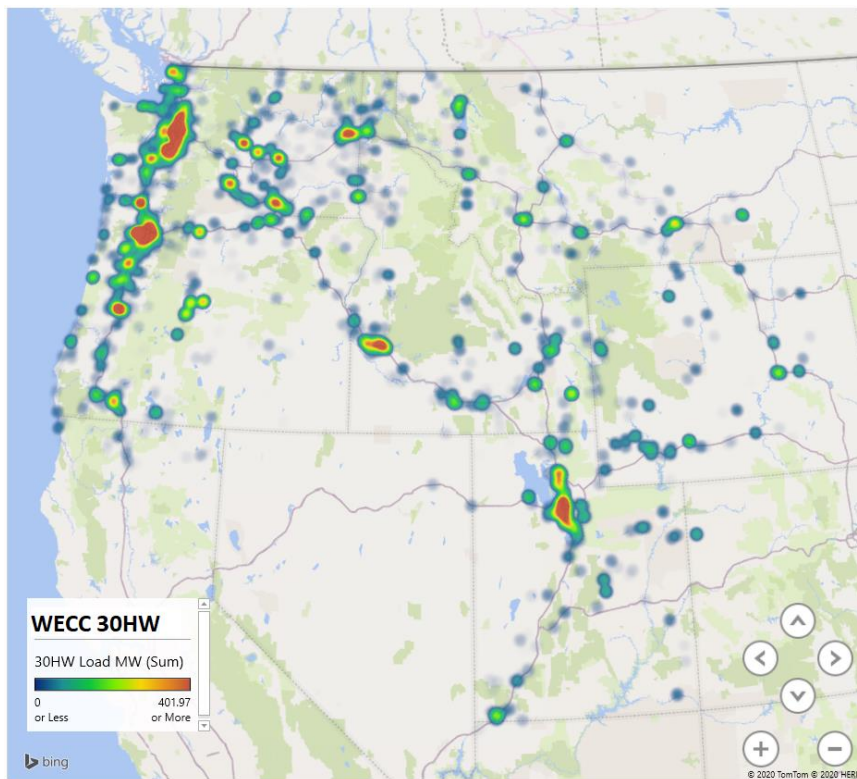 WECC 30HW
30HW Load MW (Sum)
0 401.97
or Less or More
bing
© 2020 TomTom © 2020 HERE